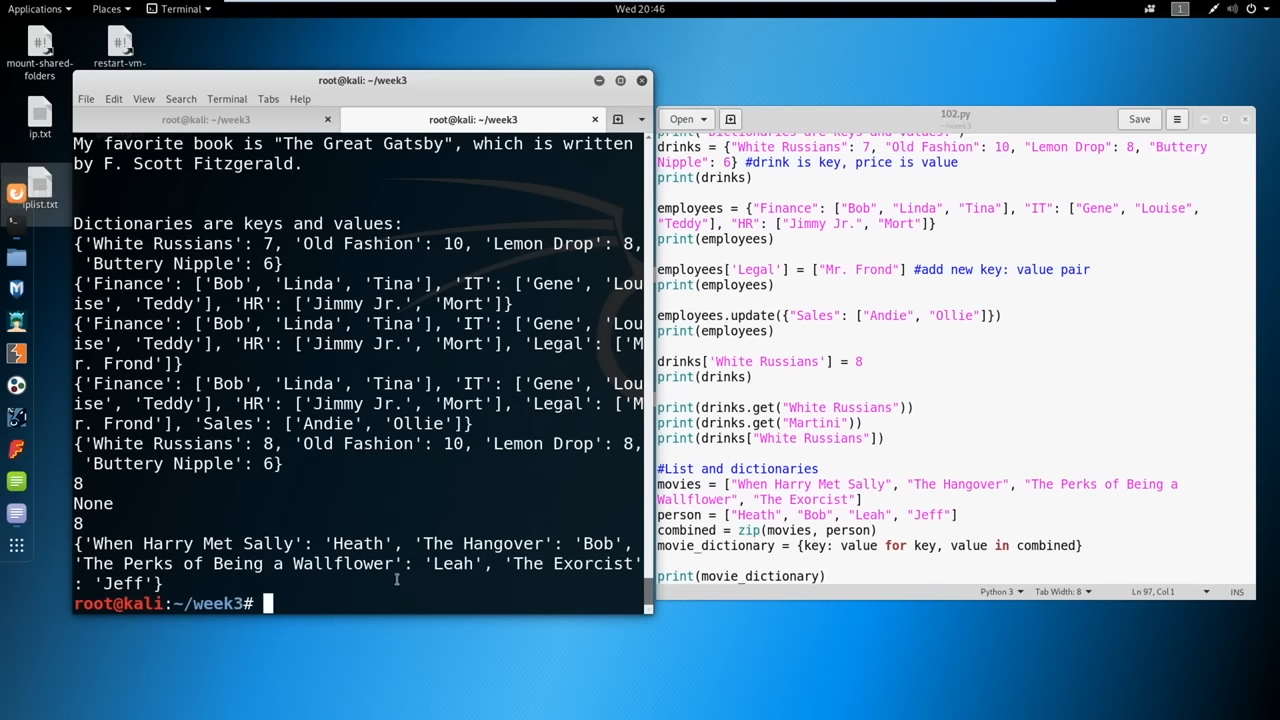 Applications Places Terminal Wed 20:46 1
mount-shared-folders
restart-vm-
ip.txt
iplist.txt
root@kali: ~/week3
File Edit View Search Terminal Tabs Help
root@kali: ~/week3 × root@kali: ~/week3 ×
My favorite book is "The Great Gatsby", which is written
by F. Scott Fitzgerald.
Dictionaries are keys and values:
{'White Russians': 7, 'Old Fashion': 10, 'Lemon Drop': 8,
'Buttery Nipple': 6}
{'Finance': ['Bob', 'Linda', 'Tina'], 'IT': ['Gene', 'Lou
ise', 'Teddy'], 'HR': ['Jimmy Jr.', 'Mort']}
{'Finance': ['Bob', 'Linda', 'Tina'], 'IT': ['Gene', 'Lou
ise', 'Teddy'], 'HR': ['Jimmy Jr.', 'Mort'], 'Legal': ['M
r. Frond']}
{'Finance': ['Bob', 'Linda', 'Tina'], 'IT': ['Gene', 'Lou
ise', 'Teddy'], 'HR': ['Jimmy Jr.', 'Mort'], 'Legal': ['M
r. Frond'], 'Sales': ['Andie', 'Ollie']}
{'White Russians': 8, 'Old Fashion': 10, 'Lemon Drop': 8,
'Buttery Nipple': 6}
8
None
8
{'When Harry Met Sally': 'Heath', 'The Hangover': 'Bob',
'The Perks of Being a Wallflower': 'Leah', 'The Exorcist'
: 'Jeff'}
root@kali:~/week3#
Open 102.py Save
~/week3
print("Dictionaries are keys and values:")
drinks = {"White Russians": 7, "Old Fashion": 10, "Lemon Drop": 8, "Buttery
Nipple": 6} #drink is key, price is value
print(drinks)
employees = {"Finance": ["Bob", "Linda", "Tina"], "IT": ["Gene", "Louise",
"Teddy"], "HR": ["Jimmy Jr.", "Mort"]}
print(employees)
employees['Legal'] = ["Mr. Frond"] #add new key: value pair
print(employees)
employees.update({"Sales": ["Andie", "Ollie"]})
print(employees)
drinks['White Russians'] = 8
print(drinks)
print(drinks.get("White Russians"))
print(drinks.get("Martini"))
print(drinks["White Russians"])
#List and dictionaries
movies = ["When Harry Met Sally", "The Hangover", "The Perks of Being a
Wallflower", "The Exorcist"]
person = ["Heath", "Bob", "Leah", "Jeff"]
combined = zip(movies, person)
movie_dictionary = {key: value for key, value in combined}
print(movie_dictionary)
Python 3 Tab Width: 8 Ln 97, Col 1 INS